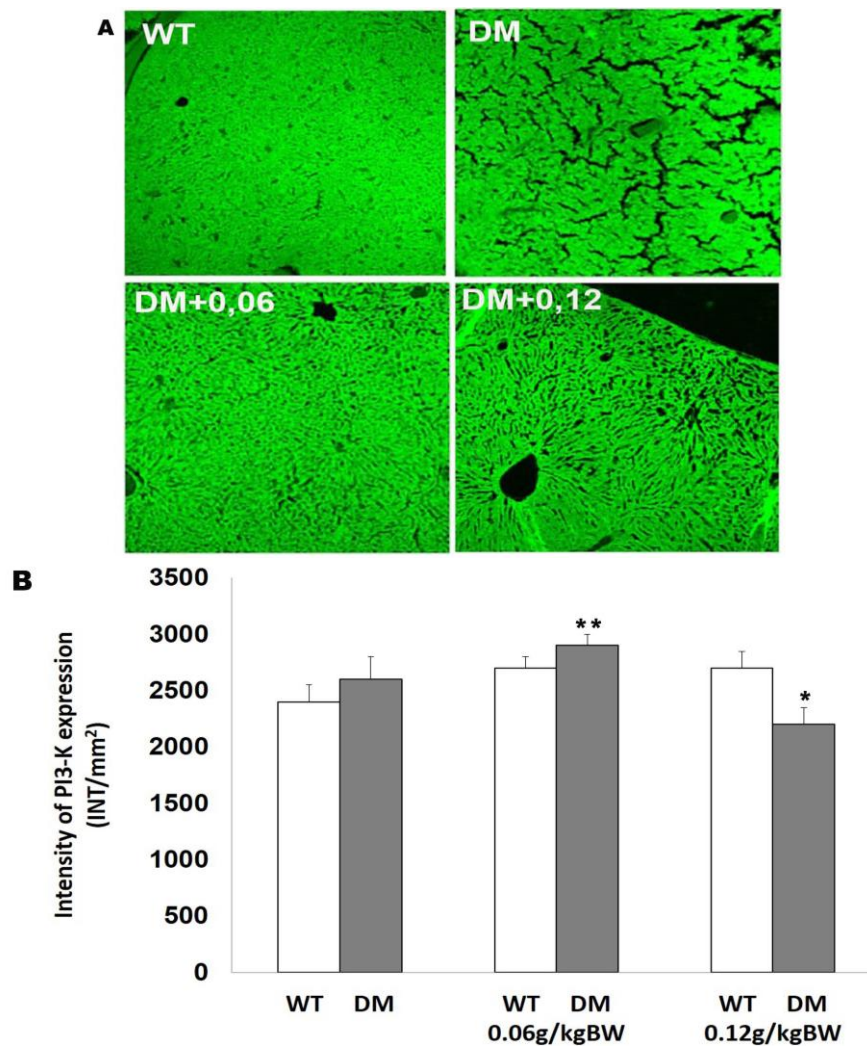 A
WT
DM
DM+0,06
DM+0,12
B
Intensity of PI3-K expression
(INT/mm²)
3500
3000
2500
2000
1500
1000
500
0
**
*
WT DM
WT DM
WT DM
0.06g/kgBW
0.12g/kgBW